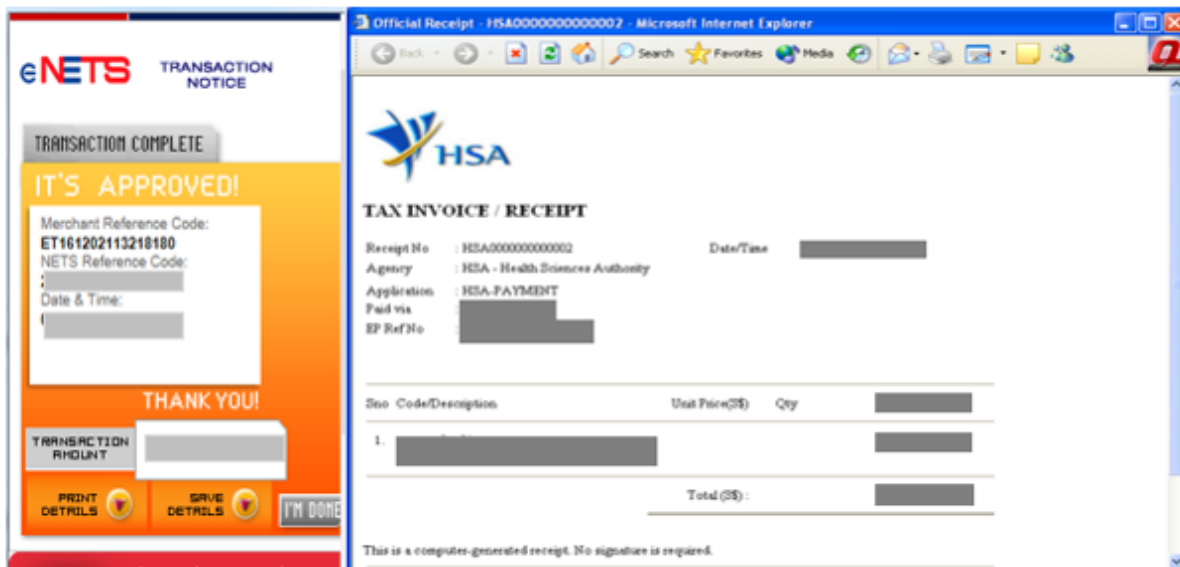 eNETS
TRANSACTION
NOTICE
TRANSACTION COMPLETE
IT'S APPROVED!
Merchant Reference Code:
ET161202113218180
NETS Reference Code:
Date & Time:
THANK YOU!
TRANSACTION
AMOUNT
PRINT
DETAILS
SAVE
DETAILS
I'M DONE
Official Receipt - HSA0000000000002 - Microsoft Internet Explorer
Back Search Favorites Media
HSA
TAX INVOICE / RECEIPT
Receipt No : HSA0000000000002 Date/Time
Agency : HSA - Health Sciences Authority
Application : HSA-PAYMENT
Paid via :
EP Ref No :
Sno Code/Description Unit Price(S$) Qty
1.
Total (S$) :
This is a computer-generated receipt. No signature is required.